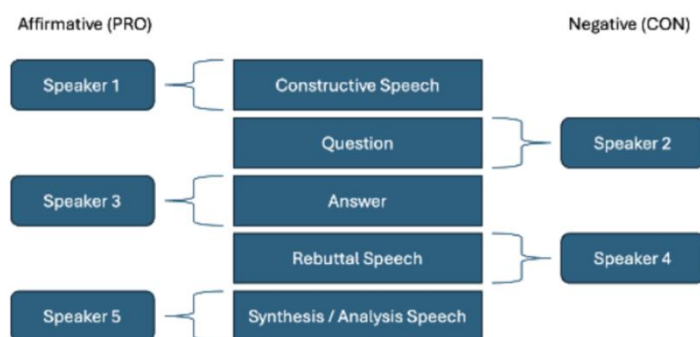 Affirmative (PRO)
Negative (CON)
Speaker 1
Constructive Speech
Question
Speaker 2
Speaker 3
Answer
Rebuttal Speech
Speaker 4
Speaker 5
Synthesis / Analysis Speech